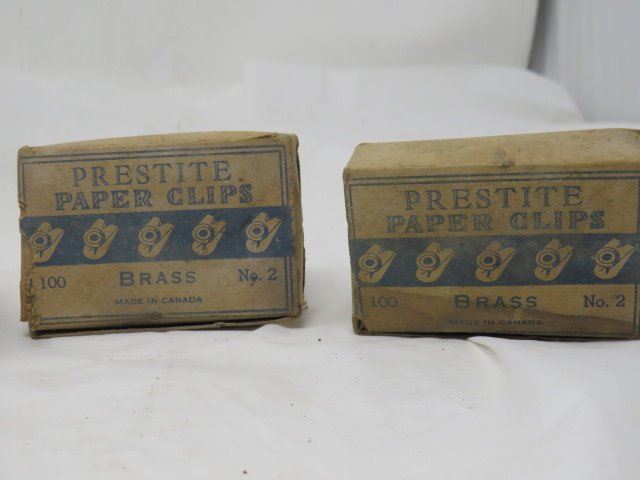 PRESTITE
PAPER CLIPS
100 BRASS No. 2
MADE IN CANADA
PRESTITE
PAPER CLIPS
100 BRASS No. 2
MADE IN CANADA